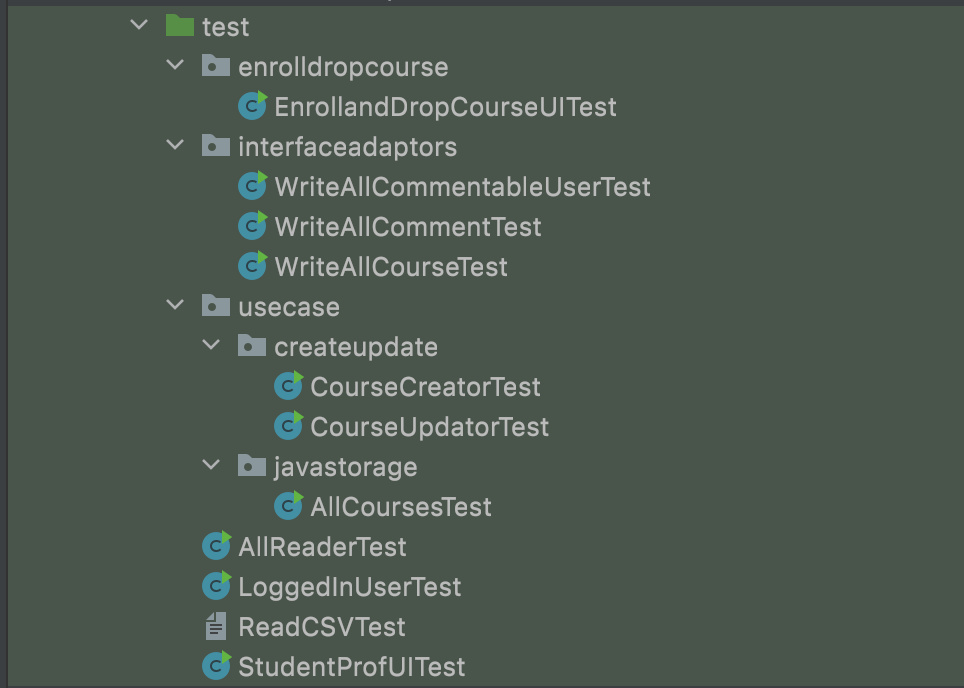 test
enrolldropcourse
EnrollandDropCourseUITest
interfaceadaptors
WriteAllCommentableUserTest
WriteAllCommentTest
WriteAllCourseTest
usecase
createupdate
CourseCreatorTest
CourseUpdatorTest
javastorage
AllCoursesTest
AllReaderTest
LoggedInUserTest
ReadCSVTest
StudentProfUITest